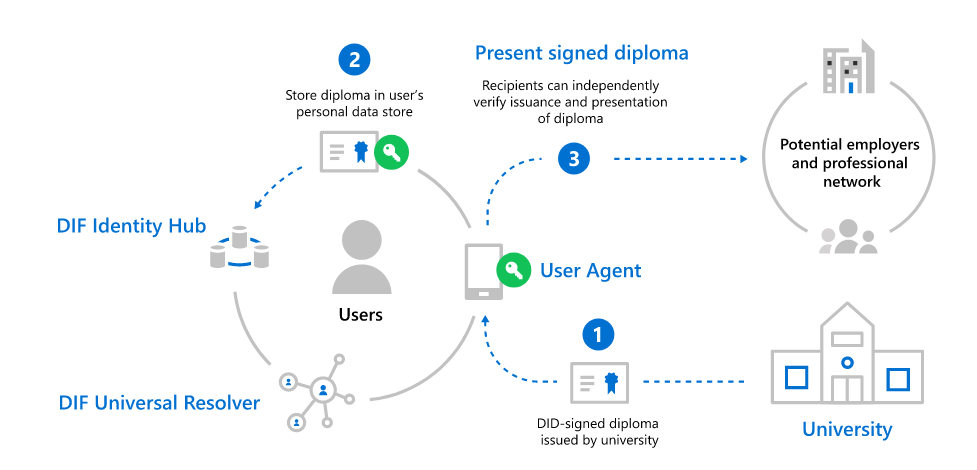 2
Store diploma in user's
personal data store
Present signed diploma
Recipients can independently
verify issuance and presentation
of diploma
3
Potential employers
and professional
network
DIF Identity Hub
User Agent
Users
1
DIF Universal Resolver
DID-signed diploma
issued by university
University